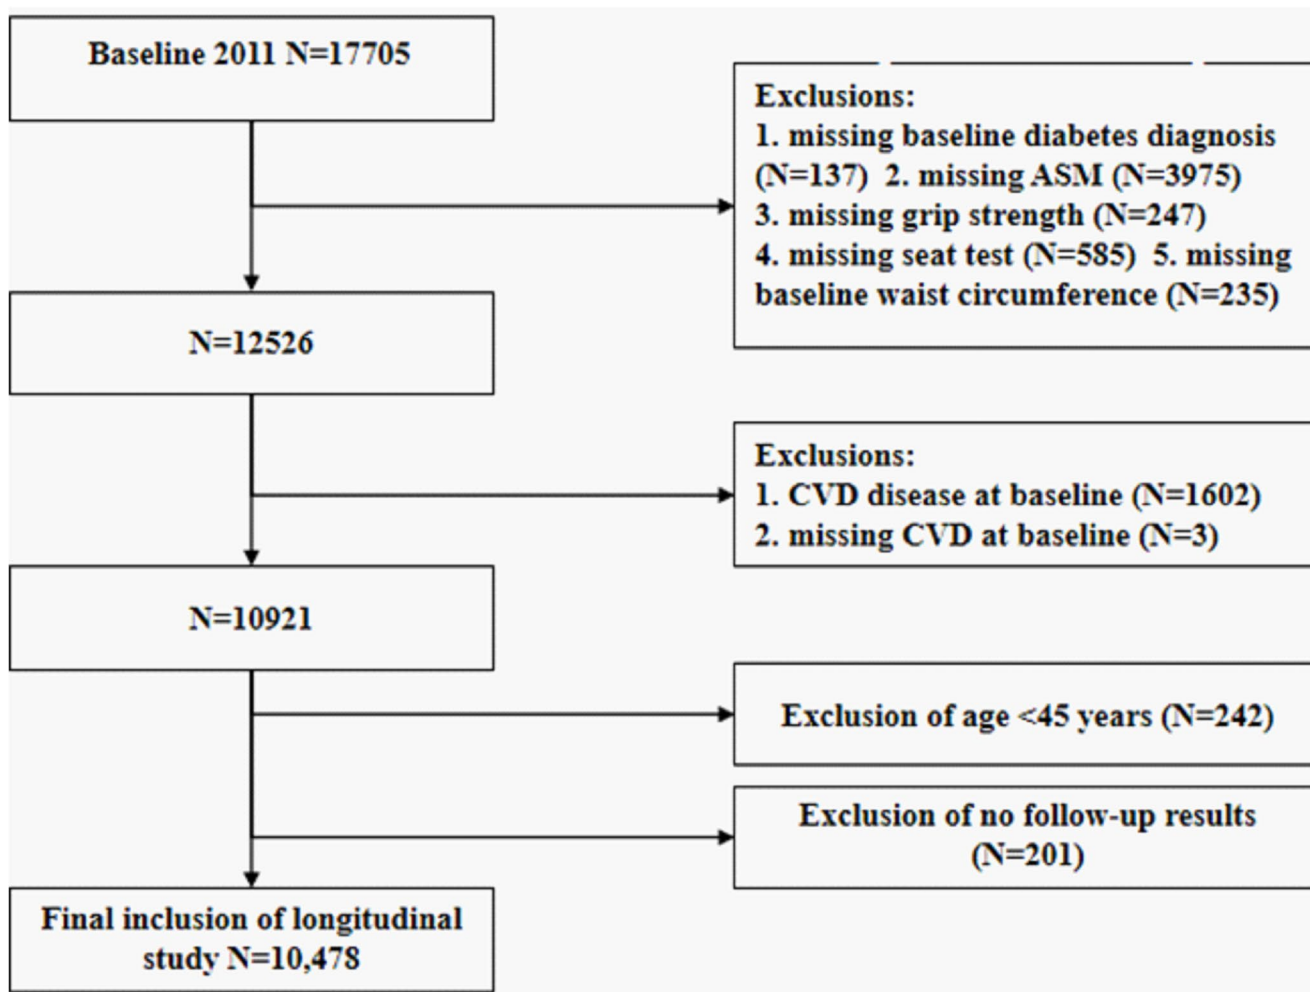 Baseline 2011 N=17705
Exclusions:
1. missing baseline diabetes diagnosis
(N=137)  2. missing ASM (N=3975)
3. missing grip strength (N=247)
4. missing seat test (N=585)  5. missing
baseline waist circumference (N=235)
N=12526
Exclusions:
1. CVD disease at baseline (N=1602)
2. missing CVD at baseline (N=3)
N=10921
Exclusion of age <45 years (N=242)
Exclusion of no follow-up results
(N=201)
Final inclusion of longitudinal
study N=10,478